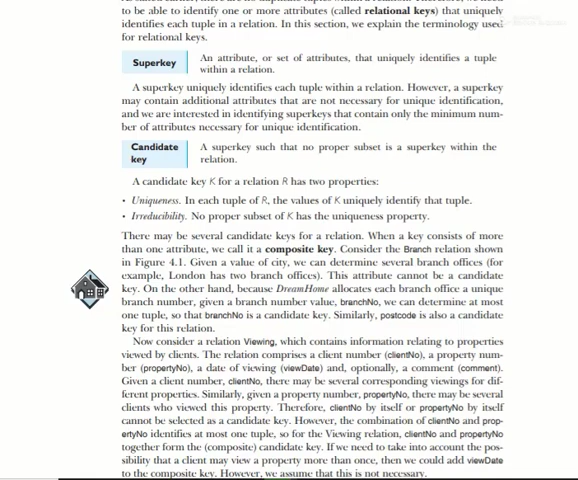 to be able to identify one or more attributes (called relational keys) that uniquely
identifies each tuple in a relation. In this section, we explain the terminology used
for relational keys.
Superkey An attribute, or set of attributes, that uniquely identifies a tuple
within a relation.
A superkey uniquely identifies each tuple within a relation. However, a superkey
may contain additional attributes that are not necessary for unique identification,
and we are interested in identifying superkeys that contain only the minimum num-
ber of attributes necessary for unique identification.
Candidate key A superkey such that no proper subset is a superkey within the
relation.
A candidate key K for a relation R has two properties:
• Uniqueness. In each tuple of R, the values of K uniquely identify that tuple.
• Irreducibility. No proper subset of K has the uniqueness property.
There may be several candidate keys for a relation. When a key consists of more
than one attribute, we call it a composite key. Consider the Branch relation shown
in Figure 4.1. Given a value of city, we can determine several branch offices (for
example, London has two branch offices). This attribute cannot be a candidate
key. On the other hand, because DreamHome allocates each branch office a unique
branch number, given a branch number value, branchNo, we can determine at most
one tuple, so that branchNo is a candidate key. Similarly, postcode is also a candidate
key for this relation.
Now consider a relation Viewing, which contains information relating to properties
viewed by clients. The relation comprises a client number (clientNo), a property num-
ber (propertyNo), a date of viewing (viewDate) and, optionally, a comment (comment).
Given a client number, clientNo, there may be several corresponding viewings for dif-
ferent properties. Similarly, given a property number, propertyNo, there may be several
clients who viewed this property. Therefore, clientNo by itself or propertyNo by itself
cannot be selected as a candidate key. However, the combination of clientNo and prop-
ertyNo identifies at most one tuple, so for the Viewing relation, clientNo and propertyNo
together form the (composite) candidate key. If we need to take into account the pos-
sibility that a client may view a property more than once, then we could add viewDate
to the composite key. However, we assume that this is not necessary.